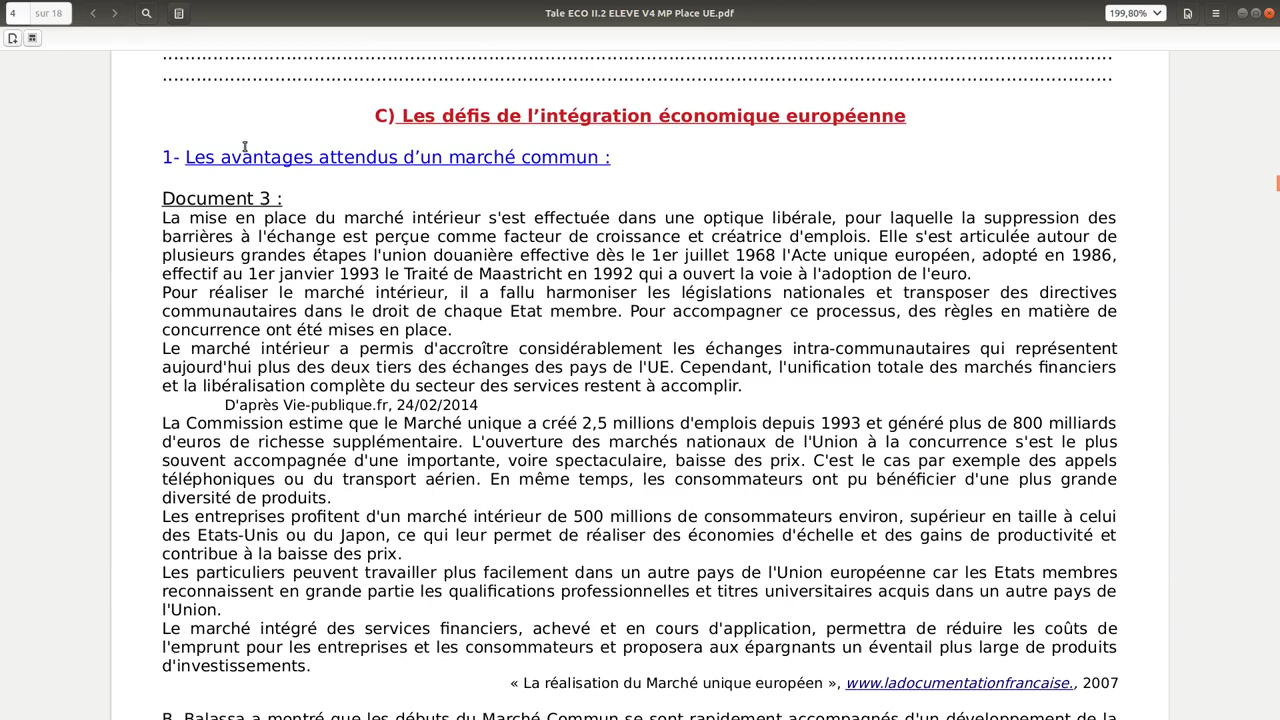 4 sur 18
Tale ECO II.2 ELEVE V4 MP Place UE.pdf
199,80%
C) Les défis de l’intégration économique européenne
1- Les avantages attendus d’un marché commun :
Document 3 :
La mise en place du marché intérieur s'est effectuée dans une optique libérale, pour laquelle la suppression des
barrières à l'échange est perçue comme facteur de croissance et créatrice d'emplois. Elle s'est articulée autour de
plusieurs grandes étapes l'union douanière effective dès le 1er juillet 1968 l'Acte unique européen, adopté en 1986,
effectif au 1er janvier 1993 le Traité de Maastricht en 1992 qui a ouvert la voie à l'adoption de l'euro.
Pour réaliser le marché intérieur, il a fallu harmoniser les législations nationales et transposer des directives
communautaires dans le droit de chaque Etat membre. Pour accompagner ce processus, des règles en matière de
concurrence ont été mises en place.
Le marché intérieur a permis d'accroître considérablement les échanges intra-communautaires qui représentent
aujourd'hui plus des deux tiers des échanges des pays de l'UE. Cependant, l'unification totale des marchés financiers
et la libéralisation complète du secteur des services restent à accomplir.
D'après Vie-publique.fr, 24/02/2014
La Commission estime que le Marché unique a créé 2,5 millions d'emplois depuis 1993 et généré plus de 800 milliards
d'euros de richesse supplémentaire. L'ouverture des marchés nationaux de l'Union à la concurrence s'est le plus
souvent accompagnée d'une importante, voire spectaculaire, baisse des prix. C'est le cas par exemple des appels
téléphoniques ou du transport aérien. En même temps, les consommateurs ont pu bénéficier d'une plus grande
diversité de produits.
Les entreprises profitent d'un marché intérieur de 500 millions de consommateurs environ, supérieur en taille à celui
des Etats-Unis ou du Japon, ce qui leur permet de réaliser des économies d'échelle et des gains de productivité et
contribue à la baisse des prix.
Les particuliers peuvent travailler plus facilement dans un autre pays de l'Union européenne car les Etats membres
reconnaissent en grande partie les qualifications professionnelles et titres universitaires acquis dans un autre pays de
l'Union.
Le marché intégré des services financiers, achevé et en cours d'application, permettra de réduire les coûts de
l'emprunt pour les entreprises et les consommateurs et proposera aux épargnants un éventail plus large de produits
d'investissements.
« La réalisation du Marché unique européen », www.ladocumentationfrancaise., 2007
B. Balassa a montré que les débuts du Marché Commun se sont rapidement accompagnés d'un développement de la